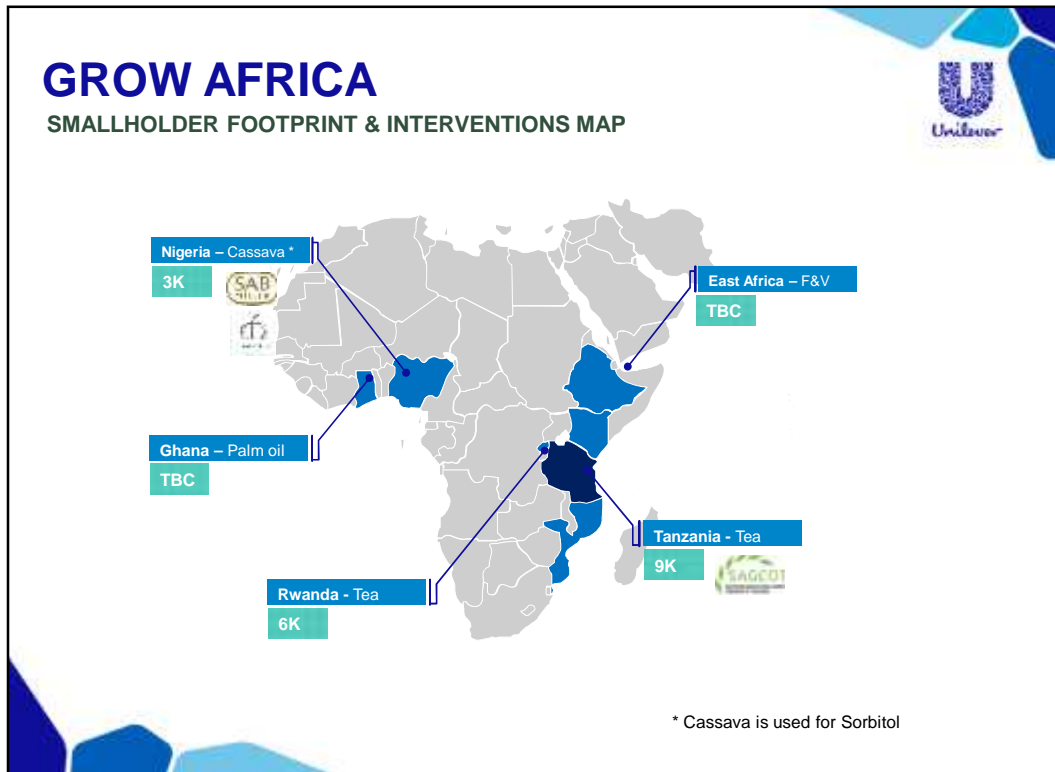 GROW AFRICA
SMALLHOLDER FOOTPRINT & INTERVENTIONS MAP
Unilever
Nigeria – Cassava *
3K
SAB
MILLER
East Africa – F&V
TBC
Ghana – Palm oil
TBC
Tanzania - Tea
9K
SAGCOT
Rwanda - Tea
6K
* Cassava is used for Sorbitol